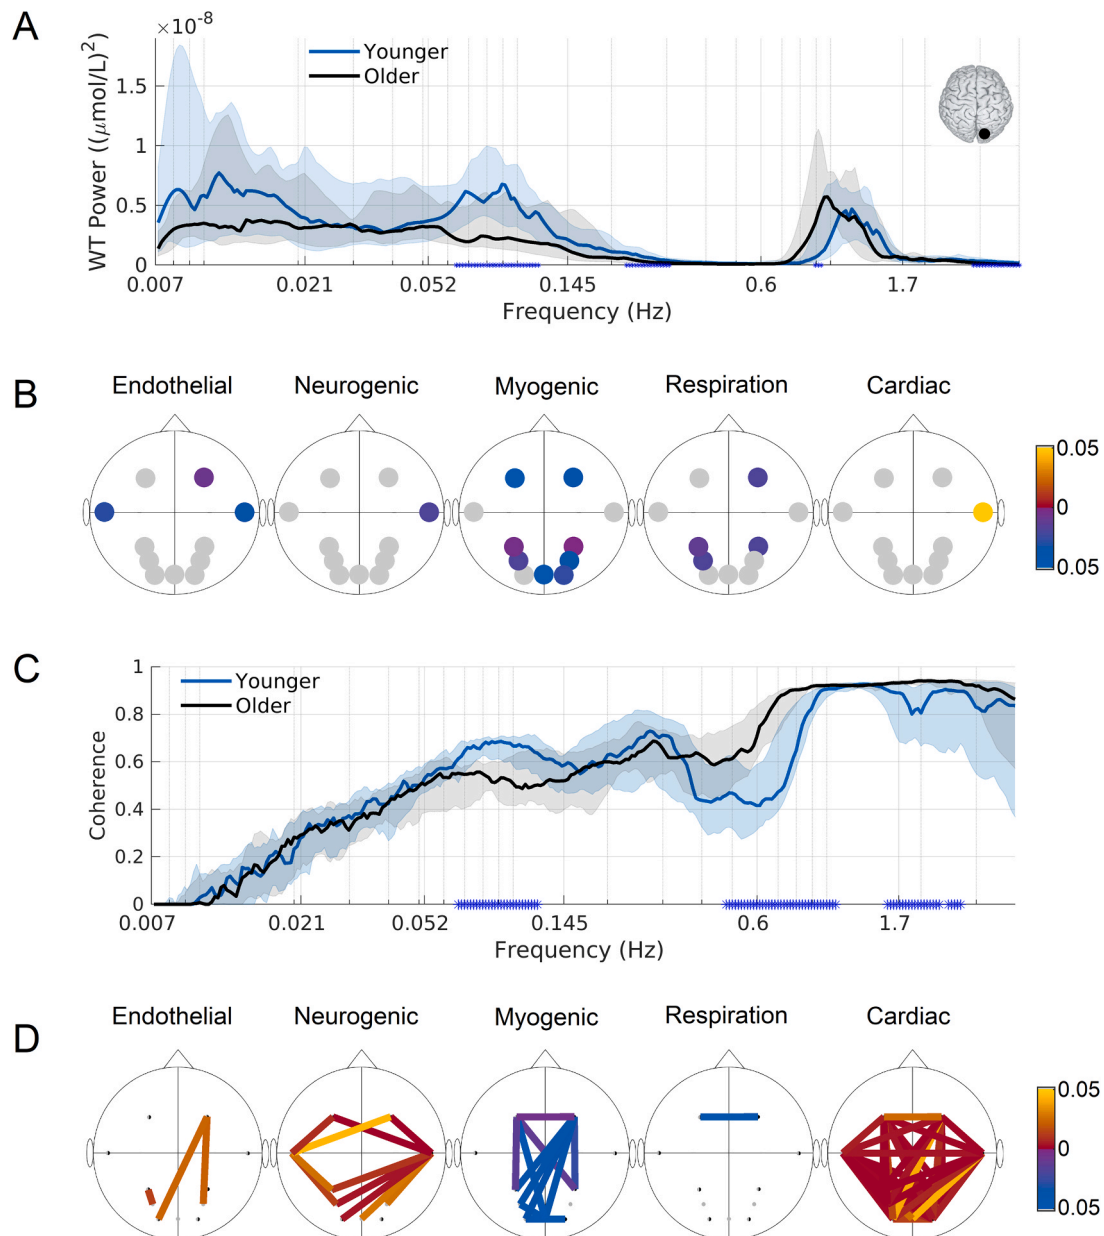 A
×10-8
WT Power ((μmol/L)2)
1.5
1
0.5
0
Younger
Older
0.007 0.021 0.052 0.145 0.6 1.7
Frequency (Hz)
B
Endothelial Neurogenic Myogenic Respiration Cardiac
0.05
0
0.05
C
Coherence
1
0.8
0.6
0.4
0.2
0
Younger
Older
0.007 0.021 0.052 0.145 0.6 1.7
Frequency (Hz)
D
Endothelial Neurogenic Myogenic Respiration Cardiac
0.05
0
0.05